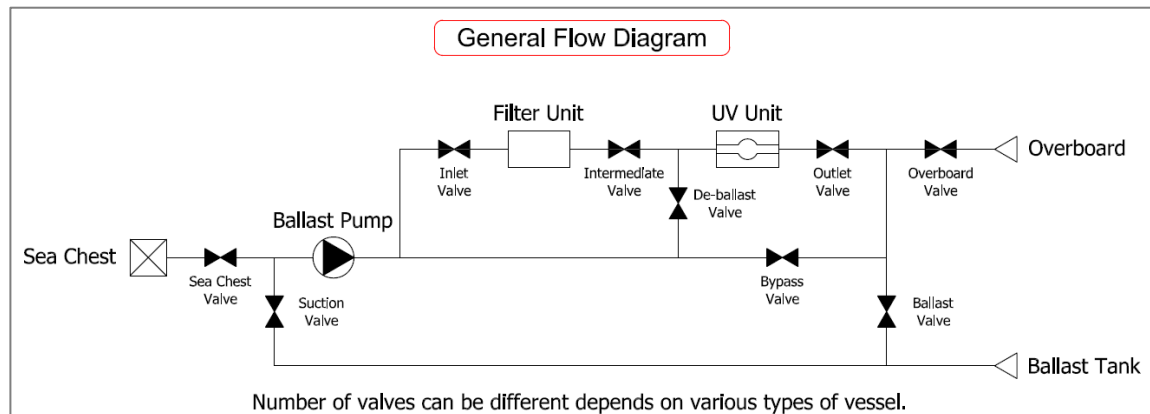 General Flow Diagram
Filter Unit
UV Unit
Inlet
Valve
Intermediate
Valve
Outlet
Valve
Overboard
Valve
Overboard
De-ballast
Valve
Ballast Pump
Sea Chest
Sea Chest
Valve
Suction
Valve
Bypass
Valve
Ballast
Valve
Ballast Tank
Number of valves can be different depends on various types of vessel.